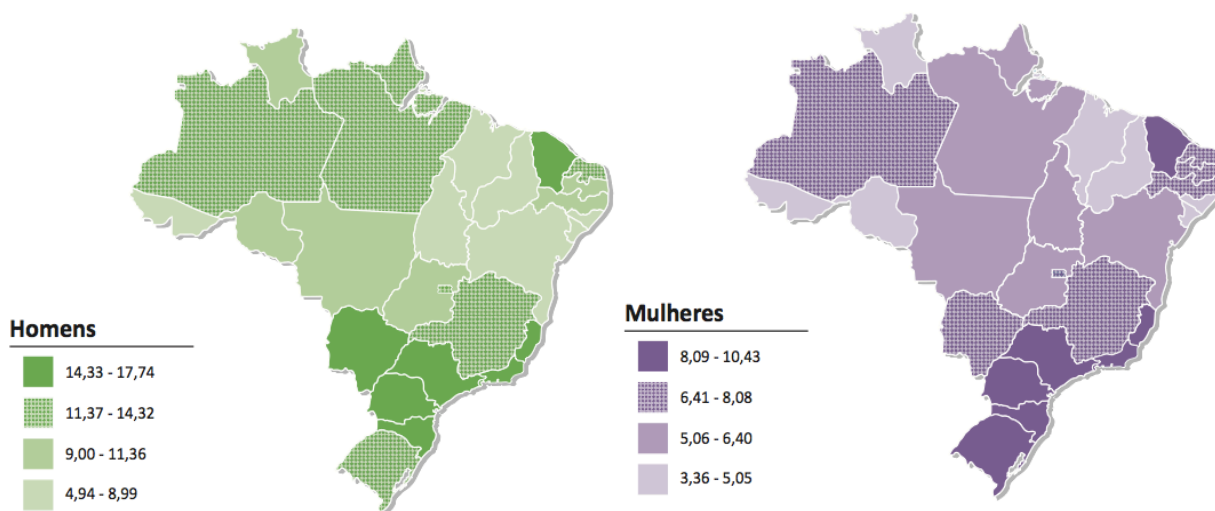 Homens
14,33 - 17,74
11,37 - 14,32
9,00 - 11,36
4,94 - 8,99
Mulheres
8,09 - 10,43
6,41 - 8,08
5,06 - 6,40
3,36 - 5,05